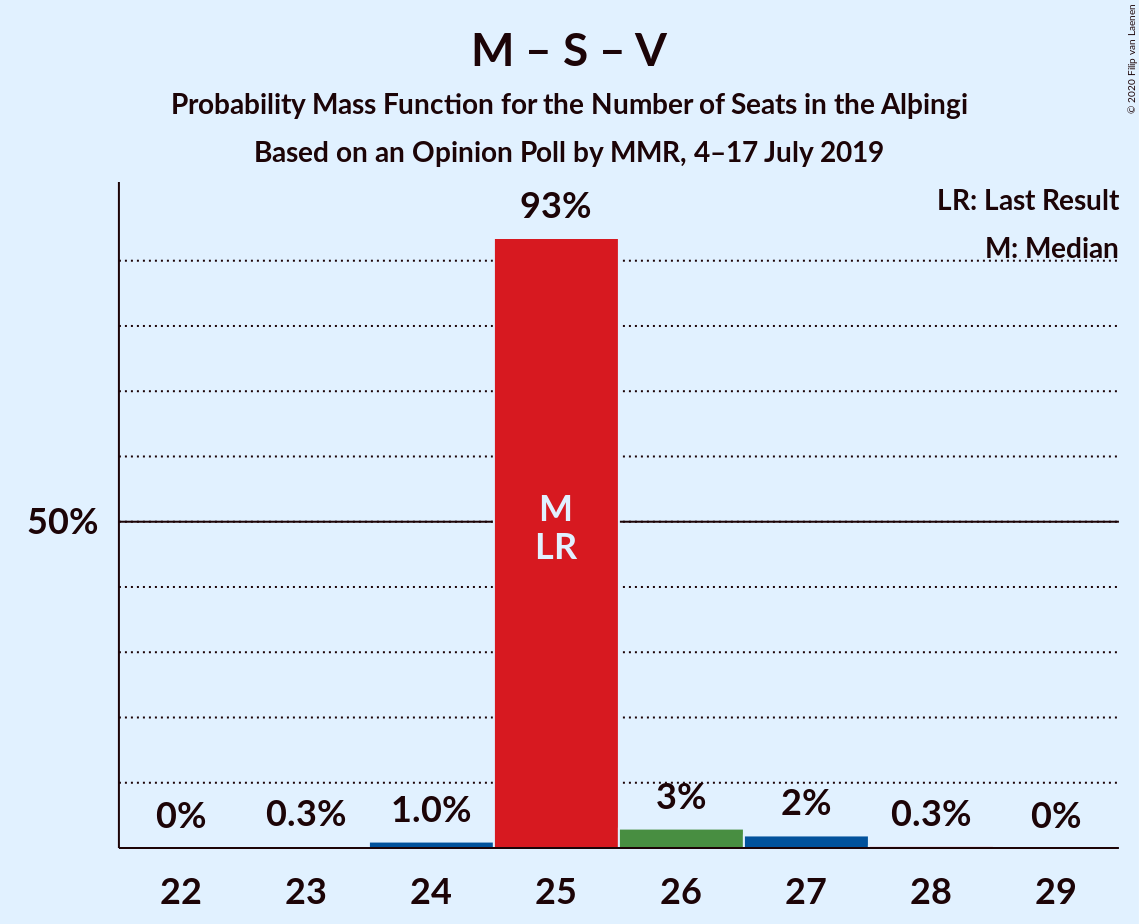 M – S – V
Probability Mass Function for the Number of Seats in the Alþingi
Based on an Opinion Poll by MMR, 4–17 July 2019
© 2020 Filip van Laenen
LR: Last Result
M: Median
93%
50%
M
LR
0%
0.3%
1.0%
3%
2%
0.3%
0%
22
23
24
25
26
27
28
29